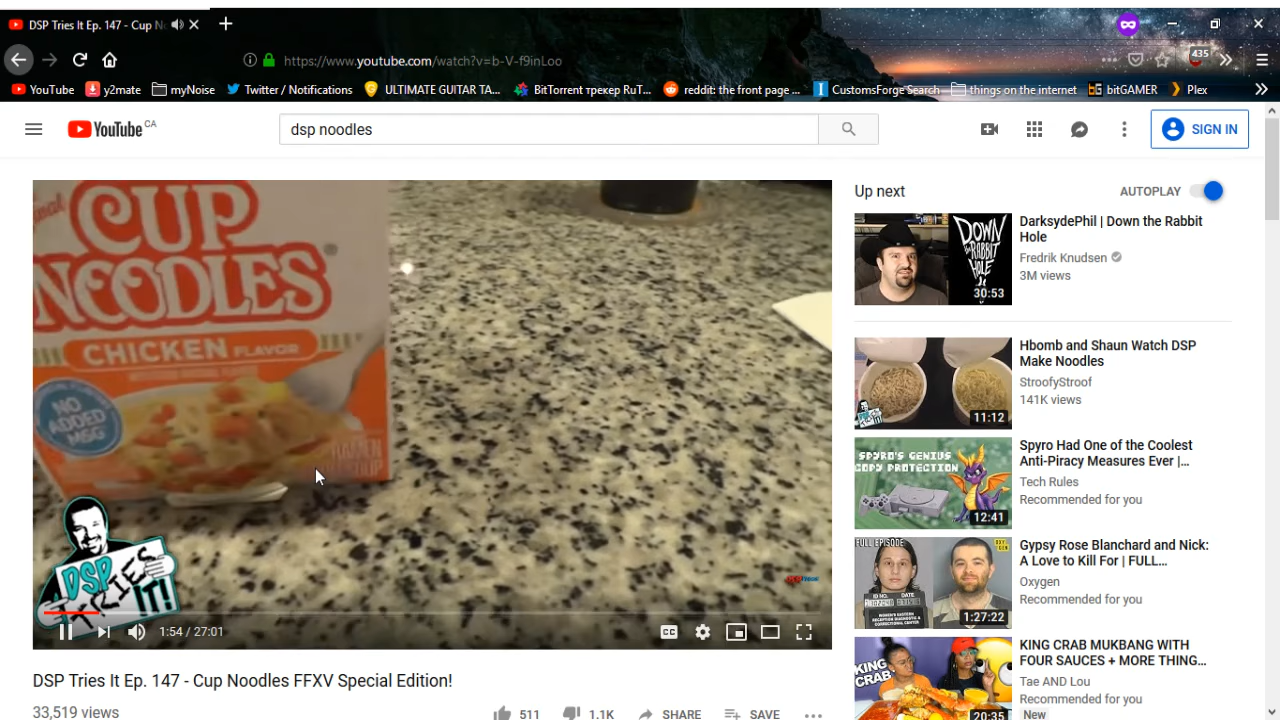 DSP Tries It Ep. 147 - Cup N
435
https://www.youtube.com/watch?v=b-V-f9inLoo
YouTube
y2mate
myNoise
Twitter / Notifications
ULTIMATE GUITAR TA...
BitTorrent трекер RuT...
reddit: the front page ...
CustomsForge Search
things on the internet
bitGAMER
Plex
YouTube CA
dsp noodles
SIGN IN
CUP
NOODLES®
CHICKEN FLAVOR
NO
ADDED
MSG
RAMEN
SOUP
DSP
TRIES
IT!
1:54 / 27:01
CC
DSP Tries It Ep. 147 - Cup Noodles FFXV Special Edition!
33,519 views
511
1.1K
SHARE
SAVE
Up next
AUTOPLAY
DOWN
THE
RABBIT
HOLE
30:53
DarksydePhil | Down the Rabbit
Hole
Fredrik Knudsen
3M views
11:12
Hbomb and Shaun Watch DSP
Make Noodles
StroofyStroof
141K views
SPYRO'S GENIUS
COPY PROTECTION
12:41
Spyro Had One of the Coolest
Anti-Piracy Measures Ever |...
Tech Rules
Recommended for you
FULL EPISODE
1:27:22
Gypsy Rose Blanchard and Nick:
A Love to Kill For | FULL...
Oxygen
Recommended for you
KING
CRAB
20:35
KING CRAB MUKBANG WITH
FOUR SAUCES + MORE THING...
Tae AND Lou
Recommended for you
New